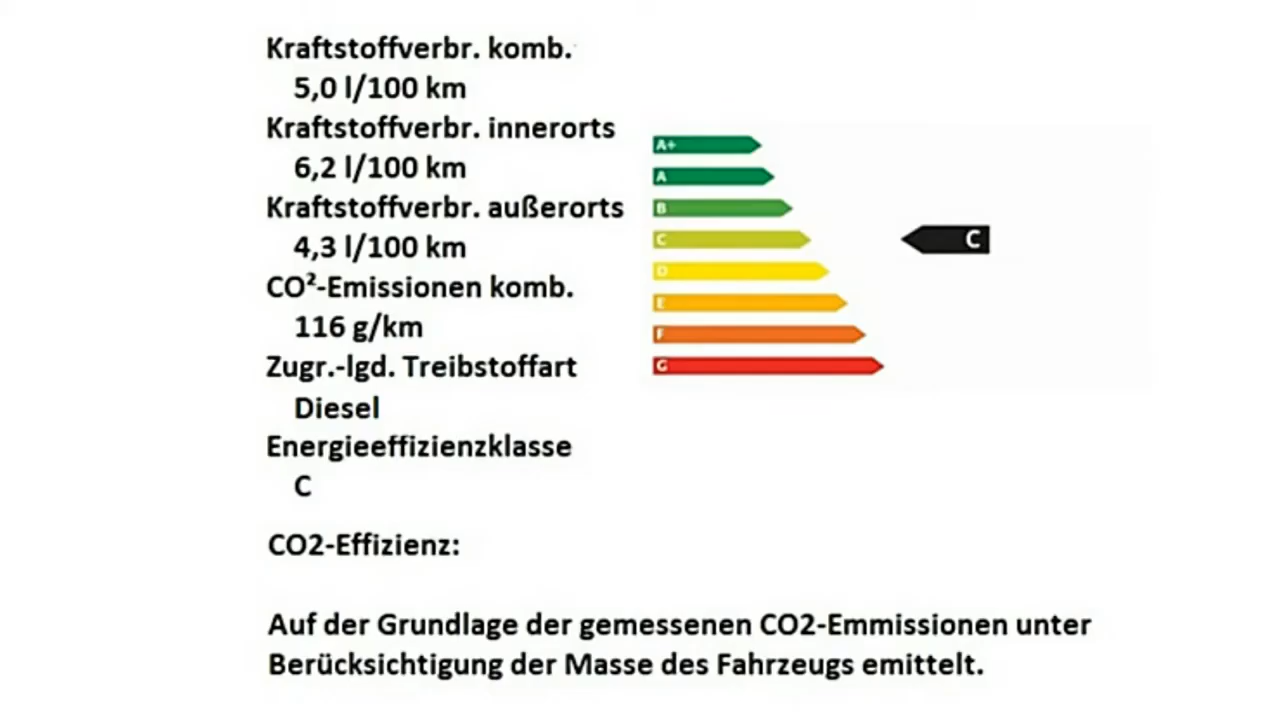 Kraftstoffverbr. komb.
5,0 l/100 km
Kraftstoffverbr. innerorts
6,2 l/100 km
Kraftstoffverbr. außerorts
4,3 l/100 km
CO²-Emissionen komb.
116 g/km
Zugr.-lgd. Treibstoffart
Diesel
Energieeffizienzklasse
C
A+
A
B
C
D
E
F
G
C
CO2-Effizienz:
Auf der Grundlage der gemessenen CO2-Emmissionen unter
Berücksichtigung der Masse des Fahrzeugs emittelt.